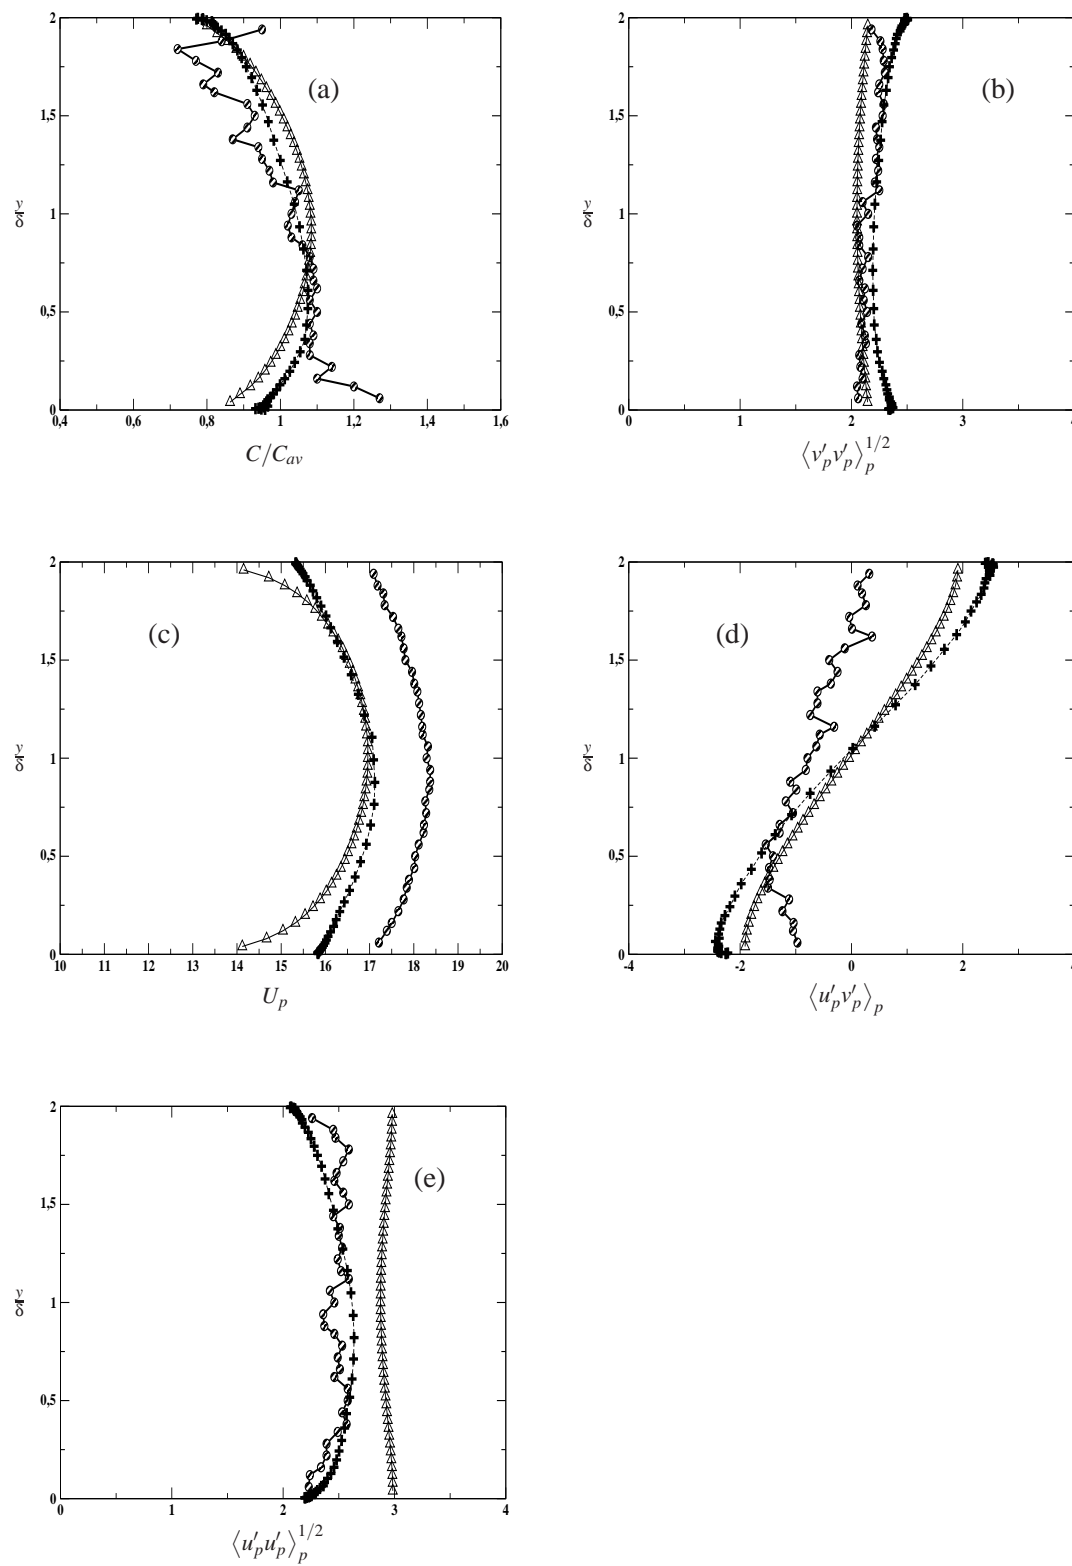 2
1,5
1
0,5
0
y/δ
0,4 0,6 0,8 1 1,2 1,4 1,6
C/C_av
(a)
2
1,5
1
0,5
0
y/δ
0 1 2 3 4
⟨v′_p v′_p⟩_p^{1/2}
(b)
2
1,5
1
0,5
0
y/δ
10 11 12 13 14 15 16 17 18 19 20
U_p
(c)
2
1,5
1
0,5
0
y/δ
-4 -2 0 2 4
⟨u′_p v′_p⟩_p
(d)
2
1,5
1
0,5
0
y/δ
0 1 2 3 4
⟨u′_p u′_p⟩_p^{1/2}
(e)